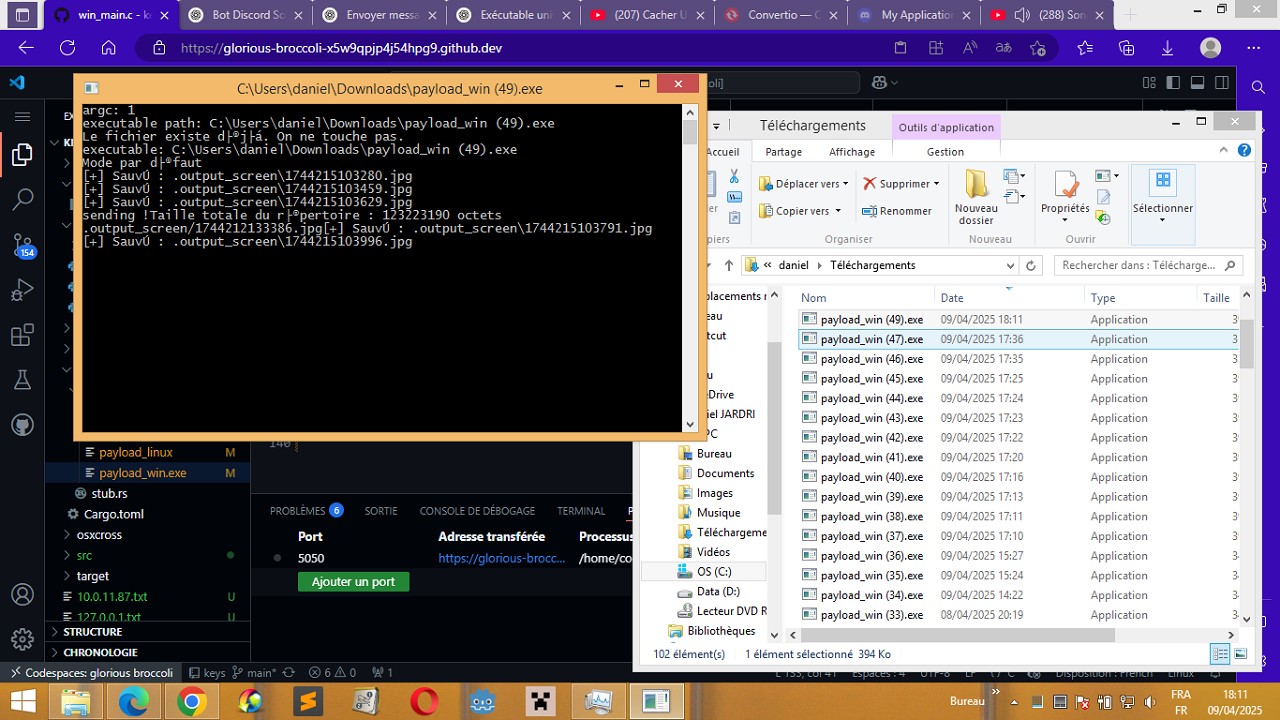 win_main.c - ke
Bot Discord So
Envoyer messa
Exécutable uni
(207) Cacher U
Convertio — C
My Application
(288) Son
https://glorious-broccoli-x5w9qpjp4j54hpg9.github.dev
C:\Users\daniel\Downloads\payload_win (49).exe
argc: 1
executable path: C:\Users\daniel\Downloads\payload_win (49).exe
Le fichier existe d├®j├á. On ne touche pas.
executable: C:\Users\daniel\Downloads\payload_win (49).exe
Mode par d├®faut
[+] SauvÚ : .output_screen\1744215103280.jpg
[+] SauvÚ : .output_screen\1744215103459.jpg
[+] SauvÚ : .output_screen\1744215103629.jpg
sending !Taille totale du r├®pertoire : 123223190 octets
.output_screen/1744212133386.jpg[+] SauvÚ : .output_screen\1744215103791.jpg
[+] SauvÚ : .output_screen\1744215103996.jpg
oli]
EX
KE
154
payload_linux M
payload_win.exe M
stub.rs
Cargo.toml
osxcross
src
target
10.0.11.87.txt U
127.0.0.1.txt U
STRUCTURE
CHRONOLOGIE
140
PROBLÈMES 6 SORTIE CONSOLE DE DÉBOGAGE TERMINAL P
Port Adresse transférée Processus
5050 https://glorious-brocc... /home/co
Ajouter un port
Codespaces: glorious broccoli keys main* 6 0 1
L 133, col 41 Espaces : 4 UTF-8 LF C Disposition : French Linux
Téléchargements
Outils d'application
Accueil Partage Affichage Gestion
Déplacer vers Supprimer
Copier vers Renommer
Nouveau dossier
Propriétés
Sélectionner
piers Organiser Nouveau Ouvrir
« daniel Téléchargements
Rechercher dans : Télécharge...
placements r
eau
tcut
u
eDrive
iel JARDRI
PC
Bureau
Documents
Images
Musique
Téléchargeme
Vidéos
OS (C:)
Data (D:)
Lecteur DVD R
Bibliothèques
Nom Date Type Taille
payload_win (49).exe 09/04/2025 18:11 Application 3
payload_win (47).exe 09/04/2025 17:36 Application 3
payload_win (46).exe 09/04/2025 17:35 Application 3
payload_win (45).exe 09/04/2025 17:25 Application 3
payload_win (44).exe 09/04/2025 17:24 Application 3
payload_win (43).exe 09/04/2025 17:23 Application 3
payload_win (42).exe 09/04/2025 17:22 Application 3
payload_win (41).exe 09/04/2025 17:20 Application 3
payload_win (40).exe 09/04/2025 17:16 Application 3
payload_win (39).exe 09/04/2025 17:13 Application 3
payload_win (38).exe 09/04/2025 17:11 Application 3
payload_win (37).exe 09/04/2025 17:10 Application 3
payload_win (36).exe 09/04/2025 15:27 Application 3
payload_win (35).exe 09/04/2025 15:24 Application 3
payload_win (34).exe 09/04/2025 14:22 Application 3
payload_win (33).exe 08/04/2025 20:19 Application 3
102 élément(s) 1 élément sélectionné 394 Ko
Bureau
FRA
FR
18:11
09/04/2025